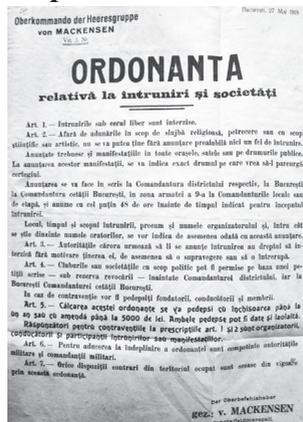 Oberkommando der Heeresgruppe
von MACKENSEN
București, 27 Mai 1918
ORDONANTA
relativă la întruniri și societăți
Art. 1. — Intrunirile sub cerul liber sunt interzise.
Art. 2. — Afară de adunările în scop de slujbă religioasă, petrecere sau cu scop
științific sau artistic, nu se va putea ține fără anunțare prealabilă nici un fel de întrunire.
Anunțate trebuesc și manifestațiile în toate orașele, satele sau pe drumurile publice.
La anunțarea acestor manifestații, se va indica exact drumul pe care vrea să-l parcurgă
cortegiul.
Anunțarea se va face în scris la Comandantura districtului respectiv, în București
la Comandantura cetății București, în zona armatei a 9-a la Comandanturile locale sau
de etapă, și anume cu cel puțin 48 de ore înainte de timpul indicat pentru începutul
întrunirei.
Locul, timpul și scopul întrunirii, precum și numele organizatorului și, întru cât
se știe dinainte numele oratorilor, se vor indica de asemenea odată cu această anunțare.
Art. 3. — Autoritățile cărora urmează să li se anunțe întrunirea au dreptul să in-
terzică fără motivare ținerea ei, de asemenea să o supravegheze sau să o întrerupă.
Art. 4. — Cluburile sau societățile cu scop politic pot fi permise pe baza unei pe-
tiții scrise — sub rezerva revocării — înaintate Comandanturei districtului, iar la
București Comandanturei cetății București.
In caz de contravenție vor fi pedepsiți fondatorii, conducătorii și membrii.
Art. 5. — Călcarea acestei ordonanțe se va pedepsi cu închisoarea până la
un an sau cu amendă până la 5000 de lei. Ambele pedepse pot fi date și laolaltă.
Răspunzători pentru contravențiile la prescripțiile art. 1 și 2 sunt organizatorii,
conducătorii și participanții întrunirilor sau manifestațiilor.
Art. 6. — Pentru aducerea la îndeplinire a ordonanței sunt competinte autoritățile
militare și comandanții militari.
Art. 7. — Orice dispoziții contrari din teritoriul ocupat sunt scoase din vigoare
prin această ordonanță.
Der Oberbefehlshaber
gez.: v. MACKENSEN